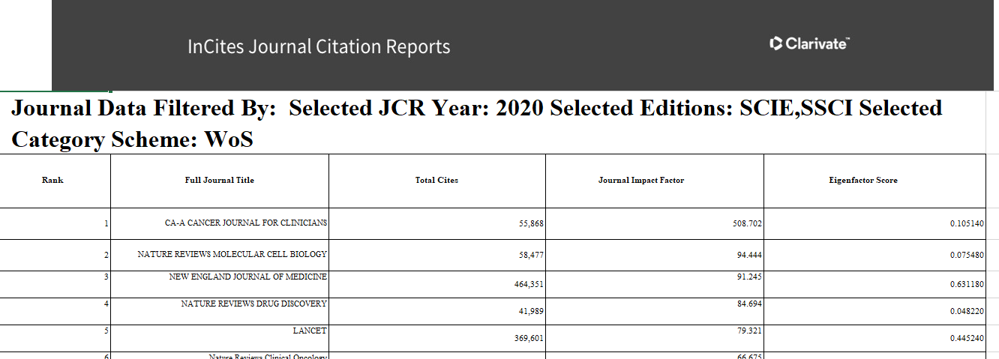 InCites Journal Citation Reports
Clarivate™
Journal Data Filtered By: Selected JCR Year: 2020 Selected Editions: SCIE,SSCI Selected
Category Scheme: WoS
Rank Full Journal Title Total Cites Journal Impact Factor Eigenfactor Score
1 CA-A CANCER JOURNAL FOR CLINICIANS 55,868 508.702 0.105140
2 NATURE REVIEWS MOLECULAR CELL BIOLOGY 58,477 94.444 0.075480
3 NEW ENGLAND JOURNAL OF MEDICINE 464,351 91.245 0.631180
4 NATURE REVIEWS DRUG DISCOVERY 41,989 84.694 0.048220
5 LANCET 369,601 79.321 0.445240
6 Nature Reviews Clinical Oncology 66.675